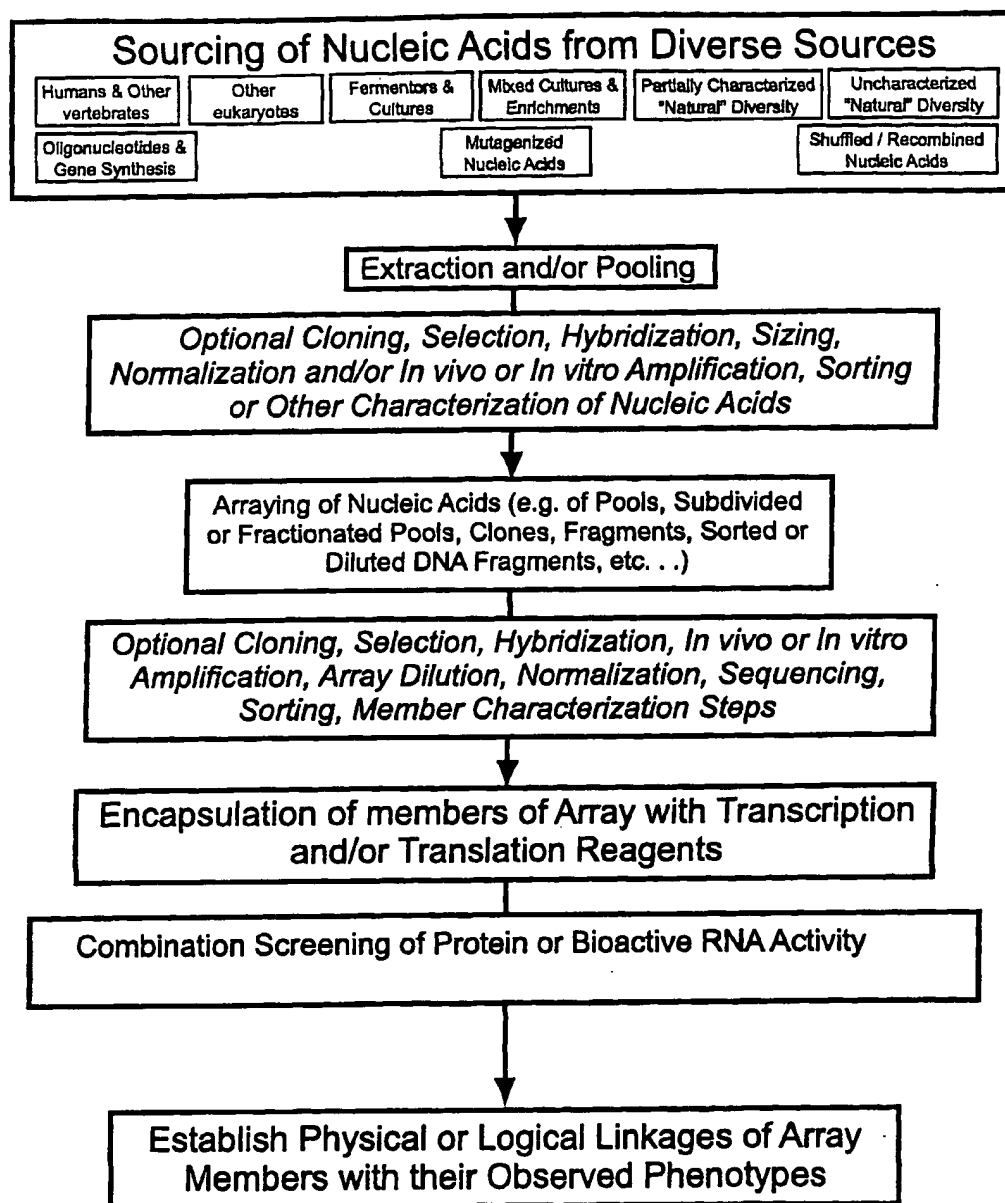 Sourcing of Nucleic Acids from Diverse Sources
Humans & Other
vertebrates
Other
eukaryotes
Fermentors &
Cultures
Mixed Cultures &
Enrichments
Partially Characterized
"Natural" Diversity
Uncharacterized
"Natural" Diversity
Oligonucleotides &
Gene Synthesis
Mutagenized
Nucleic Acids
Shuffled / Recombined
Nucleic Acids
Extraction and/or Pooling
Optional Cloning, Selection, Hybridization, Sizing,
Normalization and/or In vivo or In vitro Amplification, Sorting
or Other Characterization of Nucleic Acids
Arraying of Nucleic Acids (e.g. of Pools, Subdivided
or Fractionated Pools, Clones, Fragments, Sorted or
Diluted DNA Fragments, etc. . .)
Optional Cloning, Selection, Hybridization, In vivo or In vitro
Amplification, Array Dilution, Normalization, Sequencing,
Sorting, Member Characterization Steps
Encapsulation of members of Array with Transcription
and/or Translation Reagents
Combination Screening of Protein or Bioactive RNA Activity
Establish Physical or Logical Linkages of Array
Members with their Observed Phenotypes